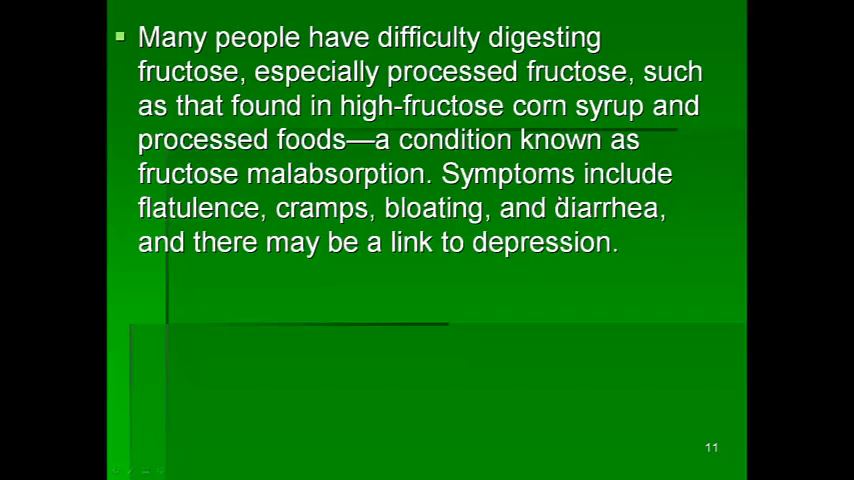 Many people have difficulty digesting
fructose, especially processed fructose, such
as that found in high-fructose corn syrup and
processed foods—a condition known as
fructose malabsorption. Symptoms include
flatulence, cramps, bloating, and diarrhea,
and there may be a link to depression.
11